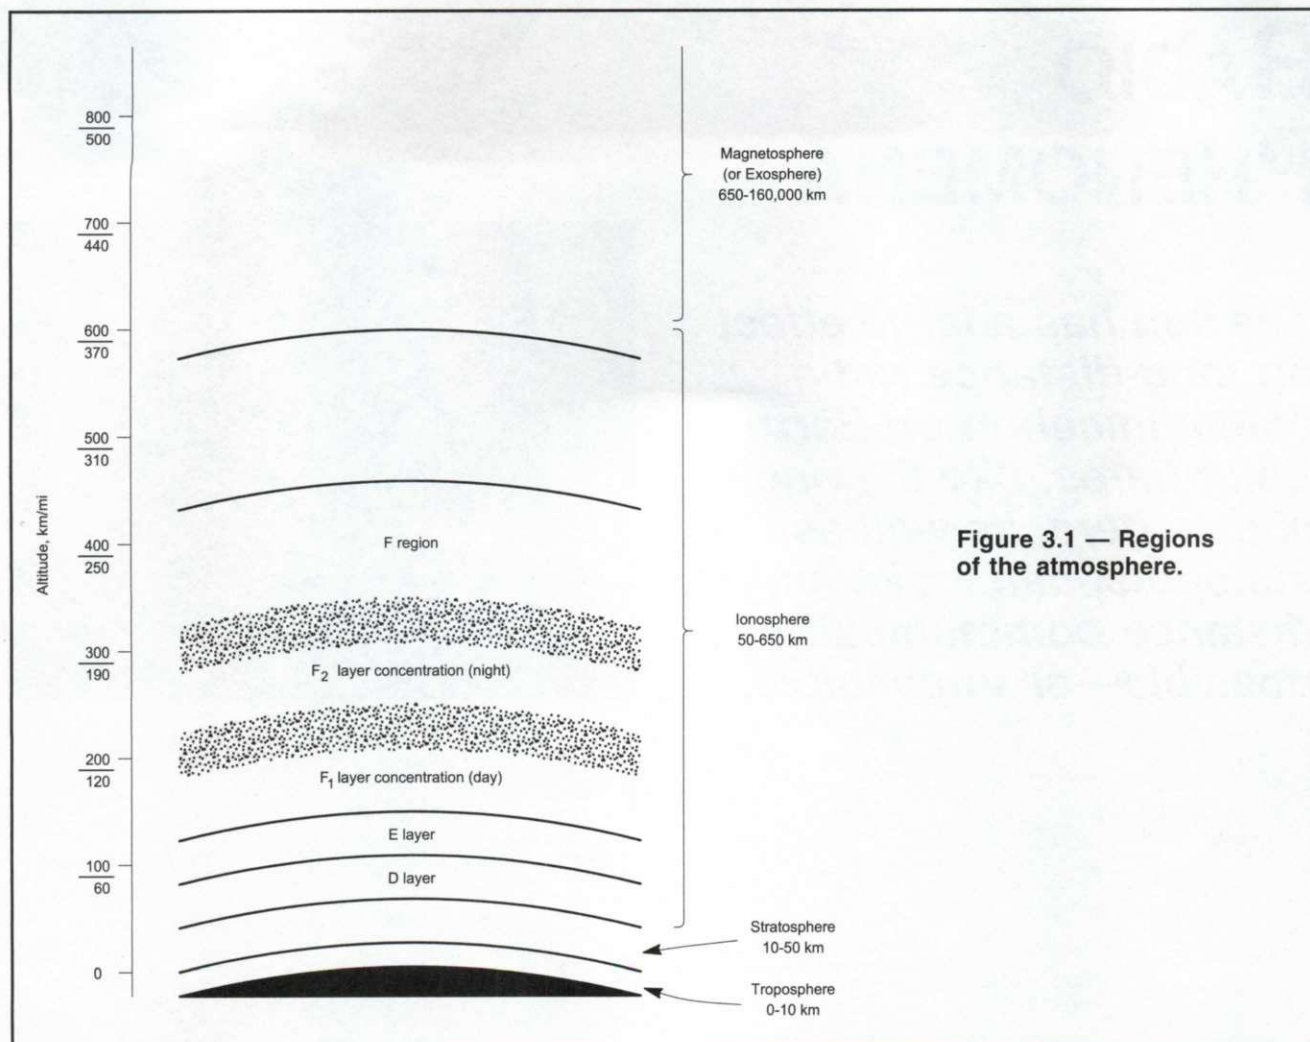 800
500
Magnetosphere
(or Exosphere)
650-160,000 km
700
440
600
370
500
310
Altitude, km/mi
F region
400
250
Figure 3.1 — Regions
of the atmosphere.
Ionosphere
50-650 km
300
190
F2 layer concentration (night)
200
120
F1 layer concentration (day)
E layer
100
60
D layer
Stratosphere
10-50 km
0
Troposphere
0-10 km